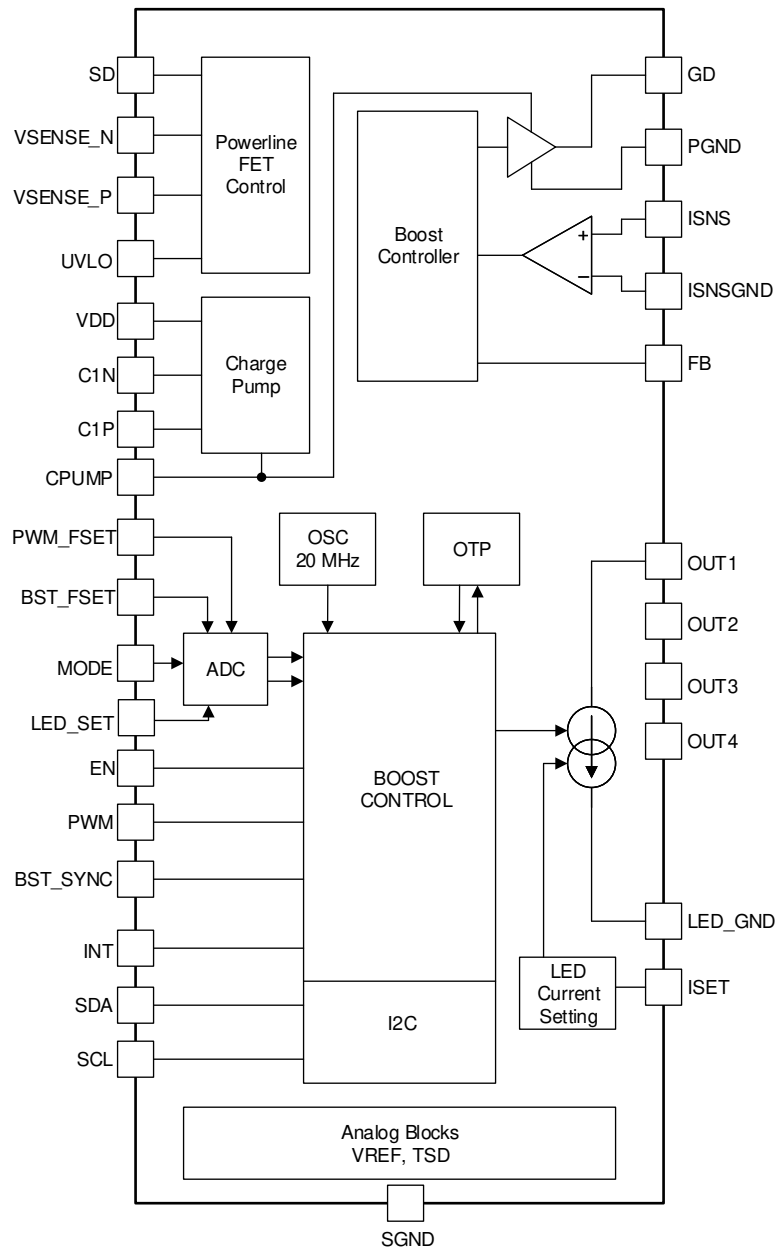 SD
VSENSE_N
VSENSE_P
UVLO
VDD
C1N
C1P
CPUMP
PWM_FSET
BST_FSET
MODE
LED_SET
EN
PWM
BST_SYNC
INT
SDA
SCL
Powerline
FET
Control
Charge
Pump
Boost
Controller
+
−
GD
PGND
ISNS
ISNSGND
FB
OSC
20 MHz
OTP
ADC
BOOST
CONTROL
I2C
OUT1
OUT2
OUT3
OUT4
LED_GND
ISET
LED
Current
Setting
Analog Blocks
VREF, TSD
SGND